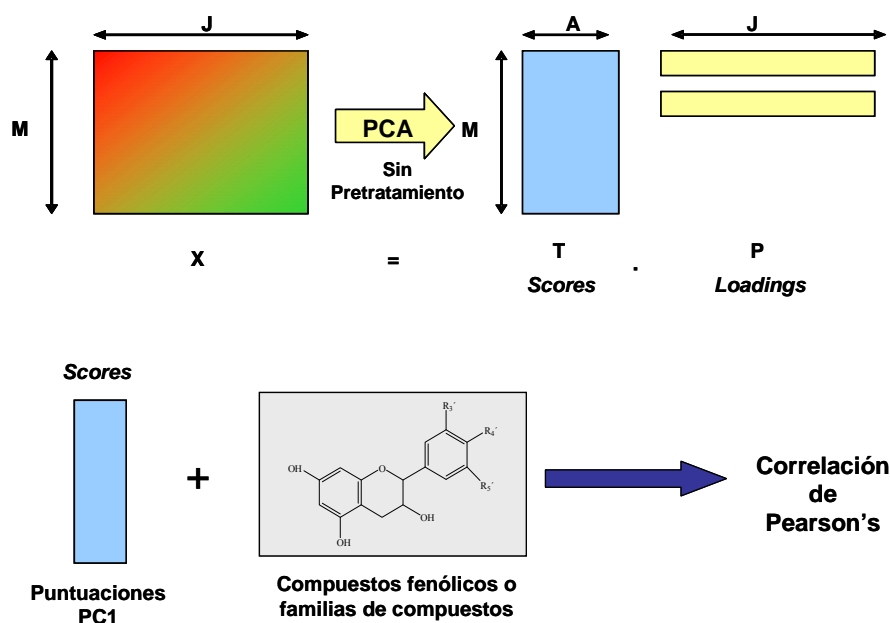 J
M
PCA
Sin
Pretratamiento
A
M
J
X
=
T
.
P
Scores
Loadings
Scores
+
R3´
R4´
R5´
OH
O
OH
OH
Puntuaciones
PC1
Compuestos fenólicos o
familias de compuestos
Correlación
de
Pearson’s